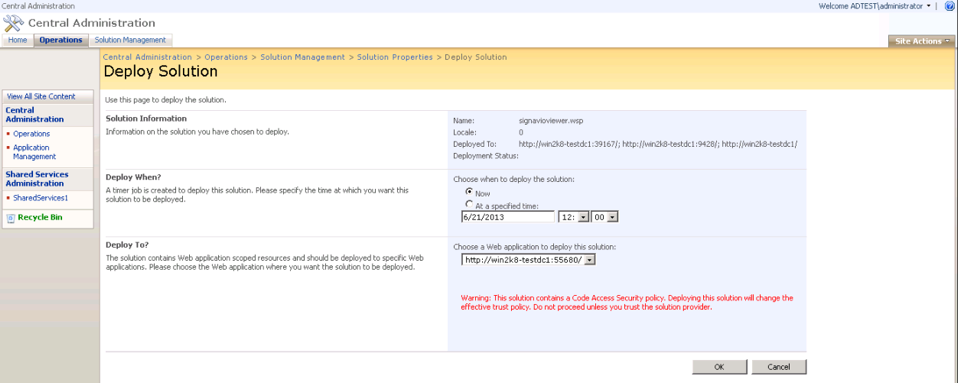 Central Administration
Welcome ADTEST\administrator
Central Administration
Home
Operations
Solution Management
Site Actions
Central Administration > Operations > Solution Management > Solution Properties > Deploy Solution
Deploy Solution
View All Site Content
Central
Administration
Operations
Application
Management
Shared Services
Administration
SharedServices1
Recycle Bin
Use this page to deploy the solution.
Solution Information
Information on the solution you have chosen to deploy.
Name: signavioviewer.wsp
Locale: 0
Deployed To: http://win2k8-testdc1:39167/; http://win2k8-testdc1:9428/; http://win2k8-testdc1/
Deployment Status:
Deploy When?
A timer job is created to deploy this solution. Please specify the time at which you want this
solution to be deployed.
Choose when to deploy the solution:
Now
At a specified time:
6/21/2013 12: 00
Deploy To?
The solution contains Web application scoped resources and should be deployed to specific Web
applications. Please choose the Web application where you want the solution to be deployed.
Choose a Web application to deploy this solution:
http://win2k8-testdc1:55680/
Warning: This solution contains a Code Access Security policy. Deploying this solution will change the
effective trust policy. Do not proceed unless you trust the solution provider.
OK
Cancel